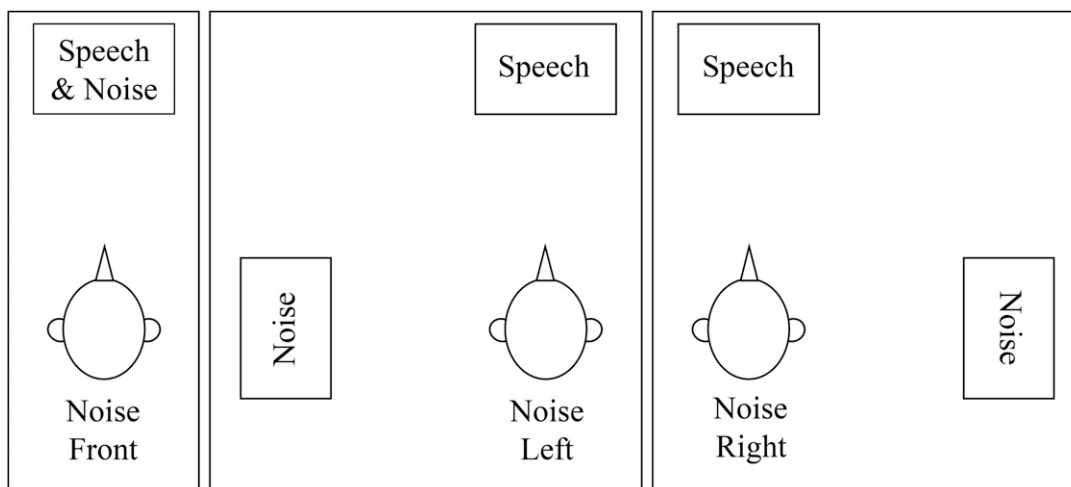 Speech
& Noise
Noise
Front
Speech
Noise
Noise
Left
Speech
Noise
Noise
Right